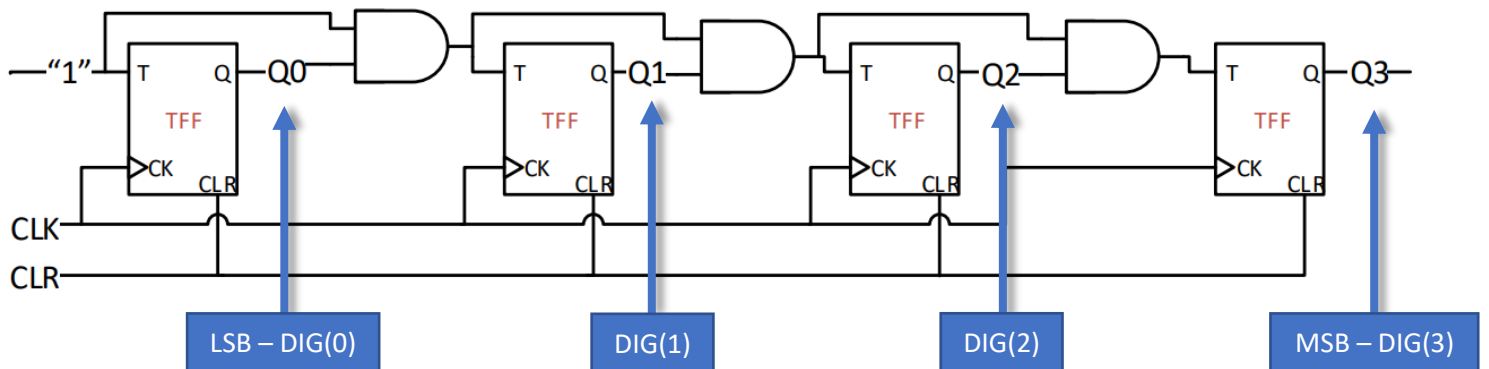 “1” T Q Q0 T Q Q1 T Q Q2 T Q Q3
TFF TFF TFF TFF
CK CK CK CK
CLR CLR CLR CLR
CLK
CLR
LSB – DIG(0) DIG(1) DIG(2) MSB – DIG(3)